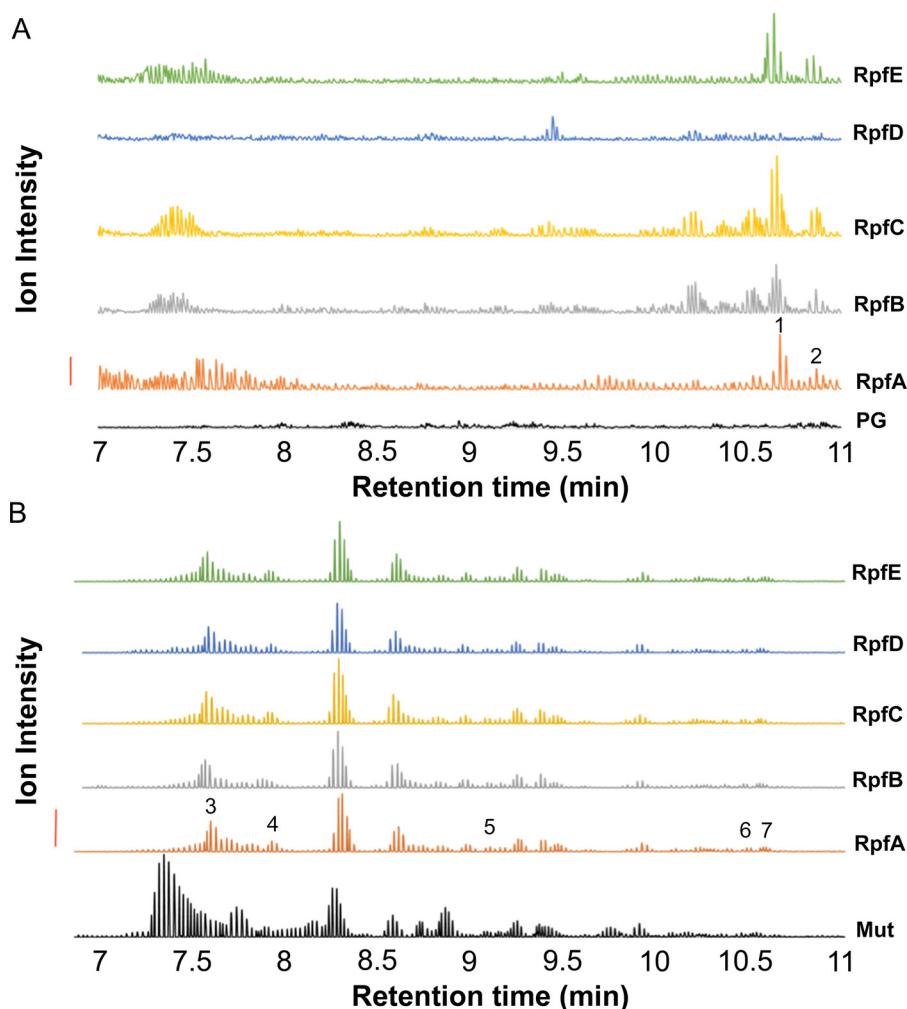 A
Ion Intensity
RpfE
RpfD
RpfC
RpfB
1
2
RpfA
PG
7 7.5 8 8.5 9 9.5 10 10.5 11
Retention time (min)
B
Ion Intensity
RpfE
RpfD
RpfC
RpfB
3 4 5 6 7
RpfA
Mut
7 7.5 8 8.5 9 9.5 10 10.5 11
Retention time (min)